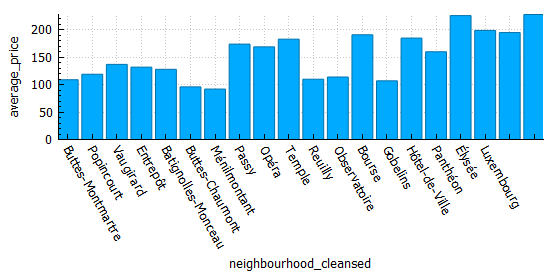 average_price
200
150
100
50
0
Buttes-Montmartre
Popincourt
Vaugirard
Entrepôt
Batignolles-Monceau
Buttes-Chaumont
Ménilmontant
Passy
Opéra
Temple
Reuilly
Observatoire
Bourse
Gobelins
Hôtel-de-Ville
Panthéon
Élysée
Luxembourg
neighbourhood_cleansed